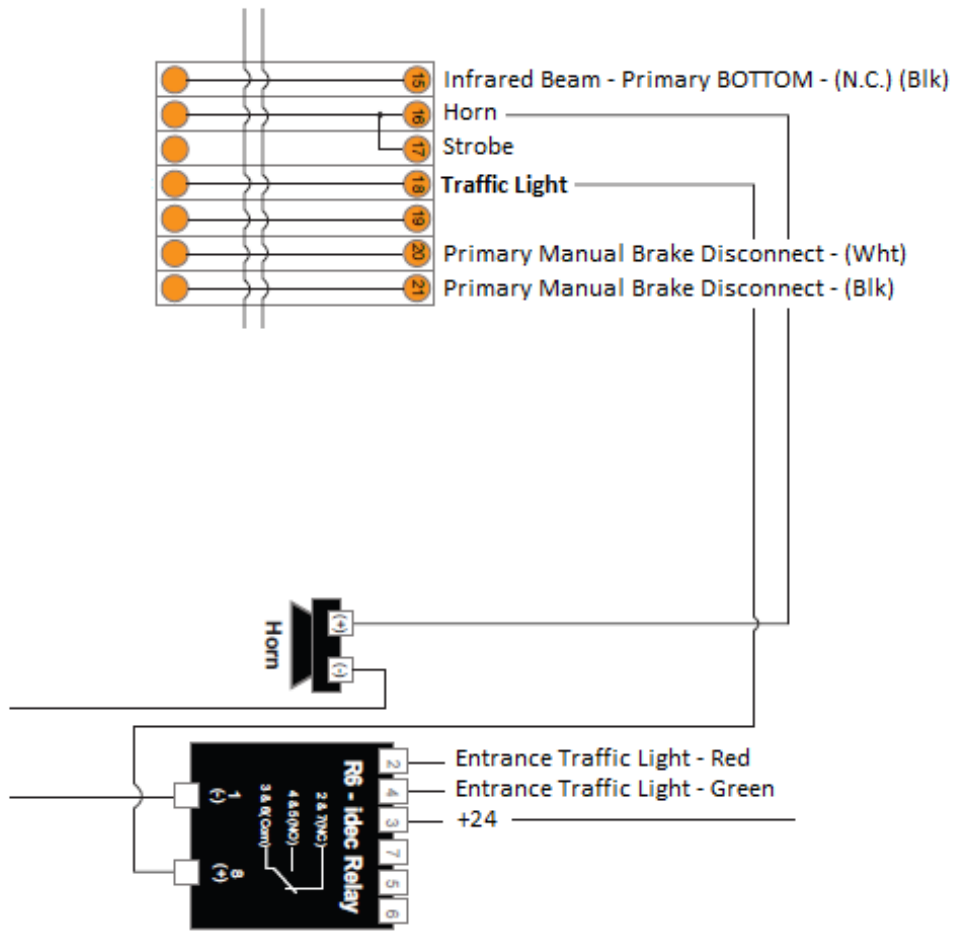 15 Infrared Beam - Primary BOTTOM - (N.C.) (Blk)
16 Horn
17 Strobe
18 Traffic Light
19
20 Primary Manual Brake Disconnect - (Wht)
21 Primary Manual Brake Disconnect - (Blk)
Horn
(+)
(-)
R6 - idec Relay
2 & 7(NC)
4 &5(NO)
3 & 6( Com)
1
(-)
8
(+)
2 Entrance Traffic Light - Red
4 Entrance Traffic Light - Green
3 +24
7
5
6